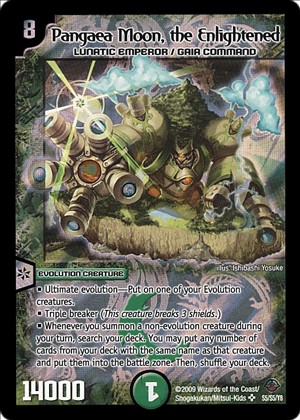 8
Pangaea Moon, the Enlightened
LUNATIC EMPEROR / GAIA COMMAND
Ilus. Ishibashi Yosuke
EVOLUTION CREATURE
• Ultimate evolution—Put on one of your Evolution
creatures.
• Triple breaker (This creature breaks 3 shields.)
• Whenever you summon a non-evolution creature during
your turn, search your deck. You may put any number of
cards from your deck with the same name as that creature
and put them into the battle zone. Then, shuffle your deck.
14000
1
©2009 Wizards of the Coast/
Shogakukan/Mitsui-Kids
S5/S5/Y8